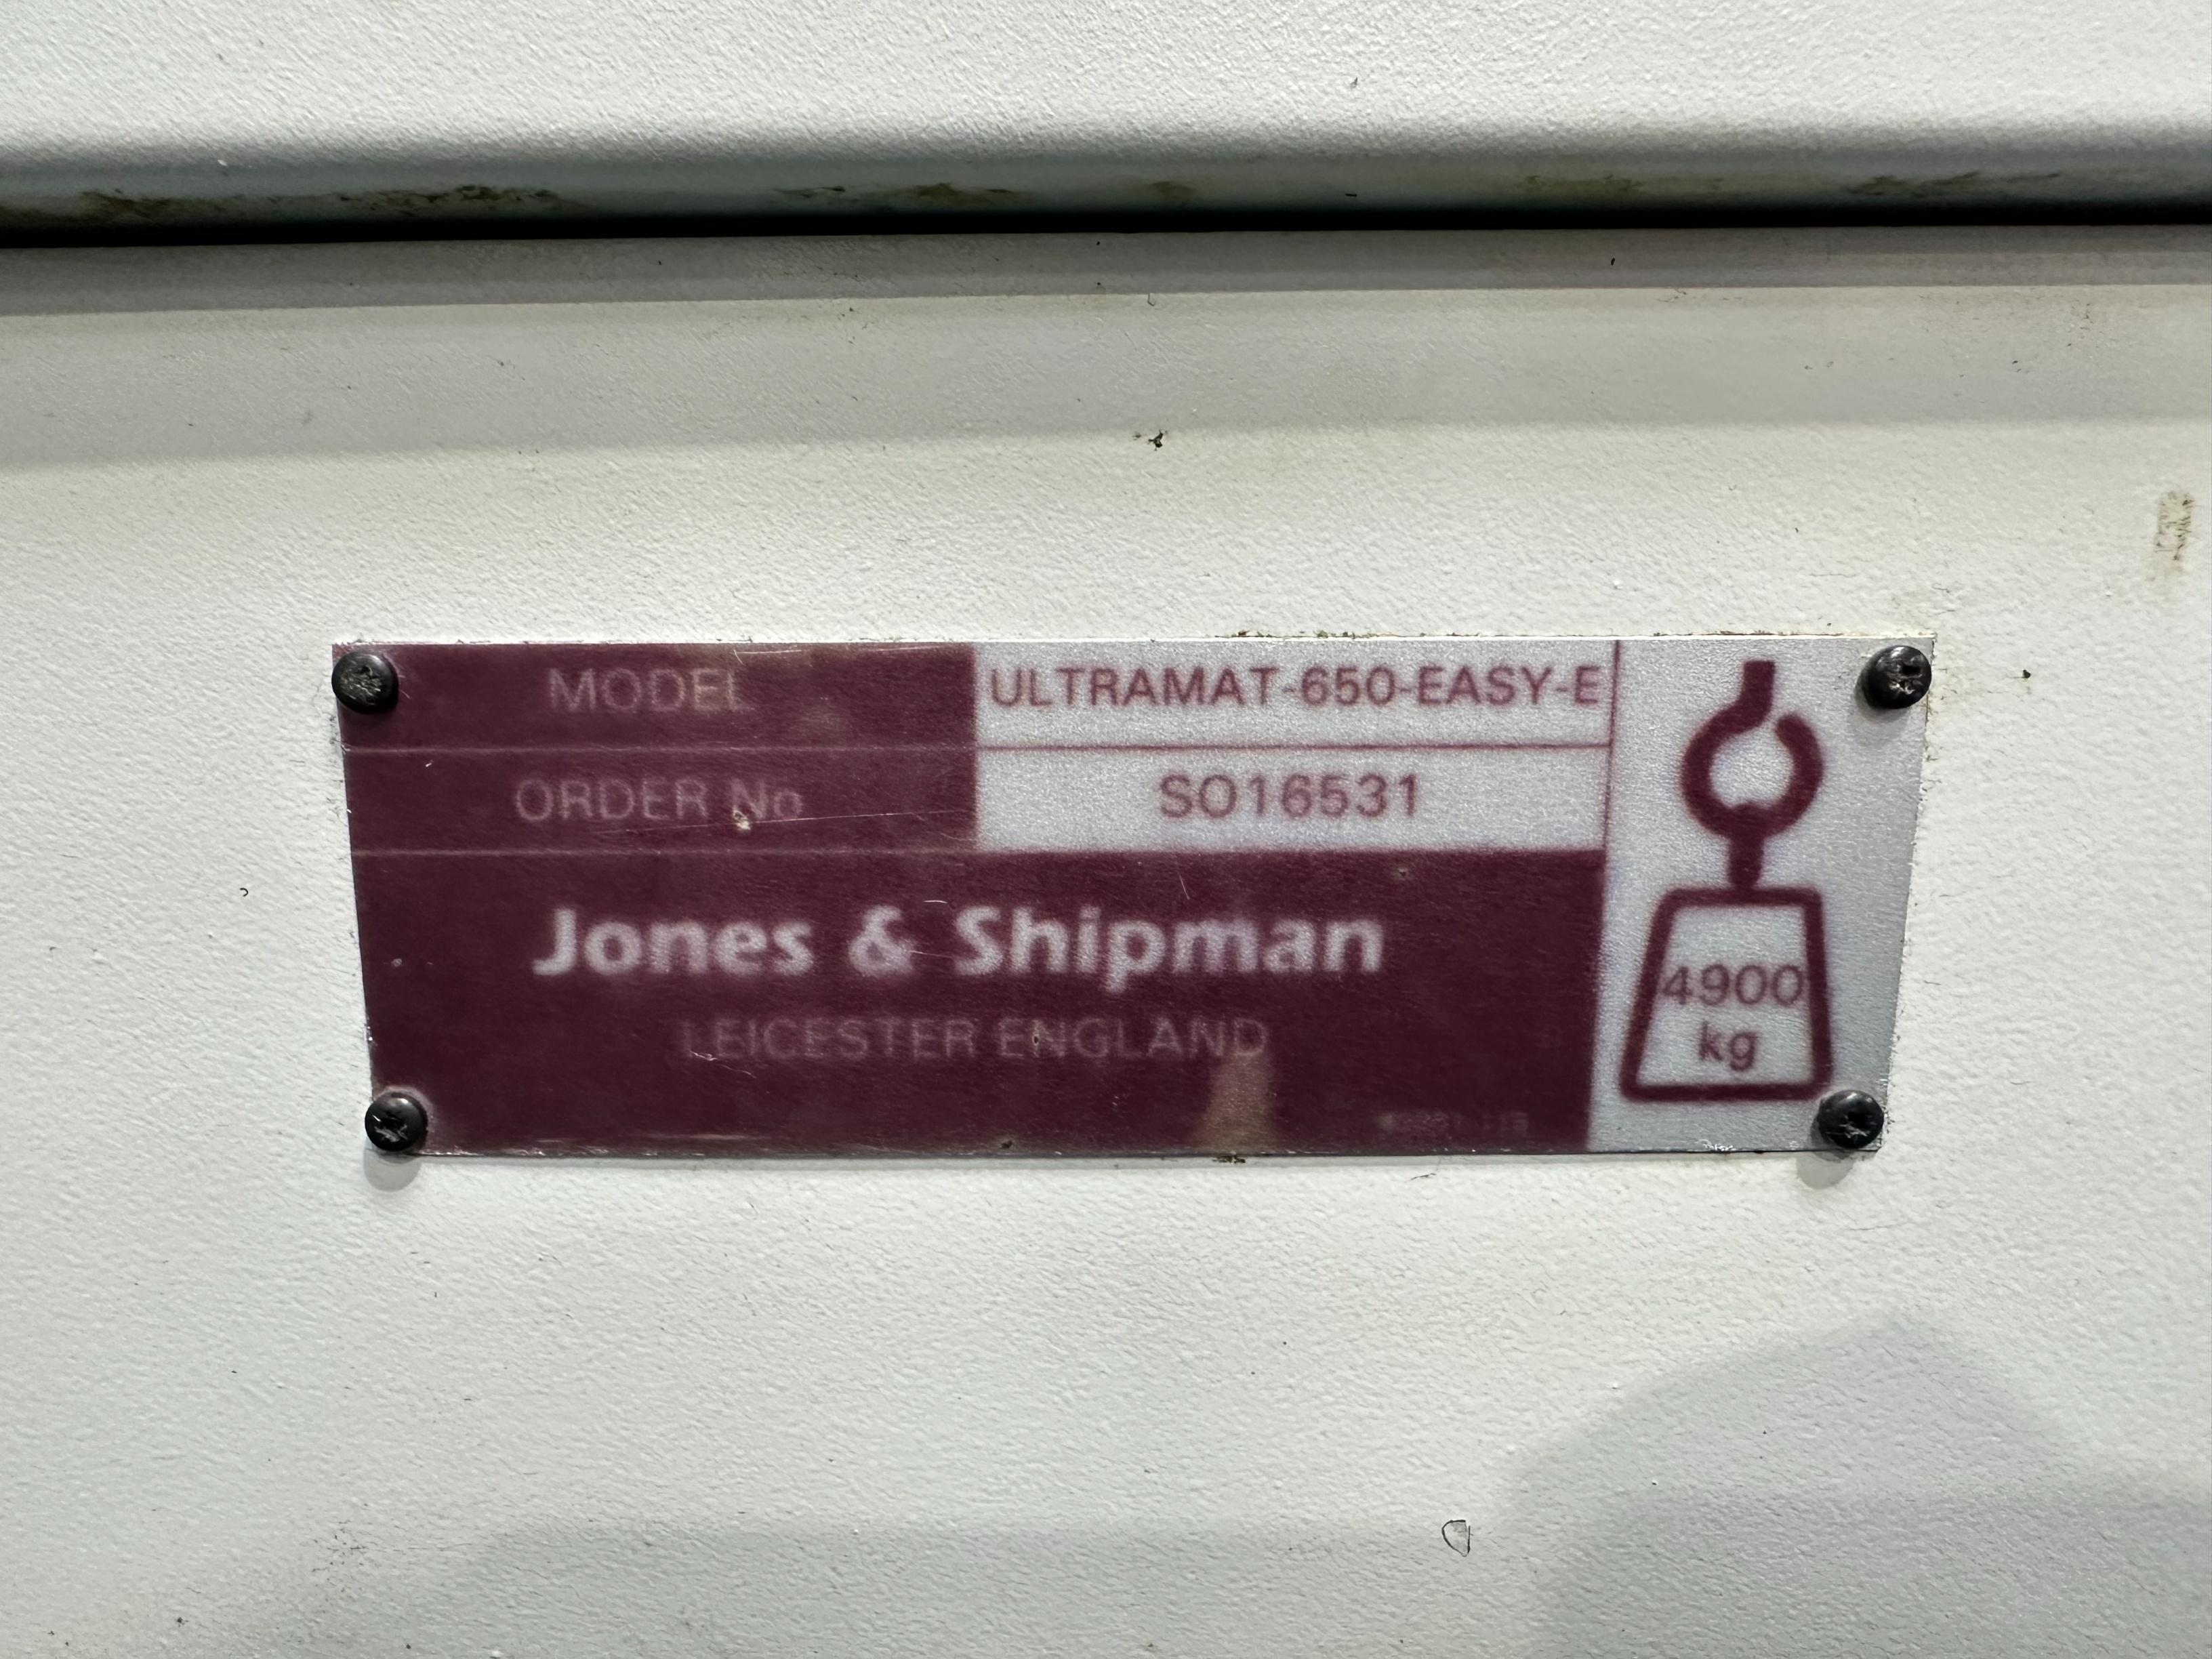 MODEL ULTRAMAT-650-EASY-E
ORDER No SO16531
Jones & Shipman
LEICESTER ENGLAND
4900
kg